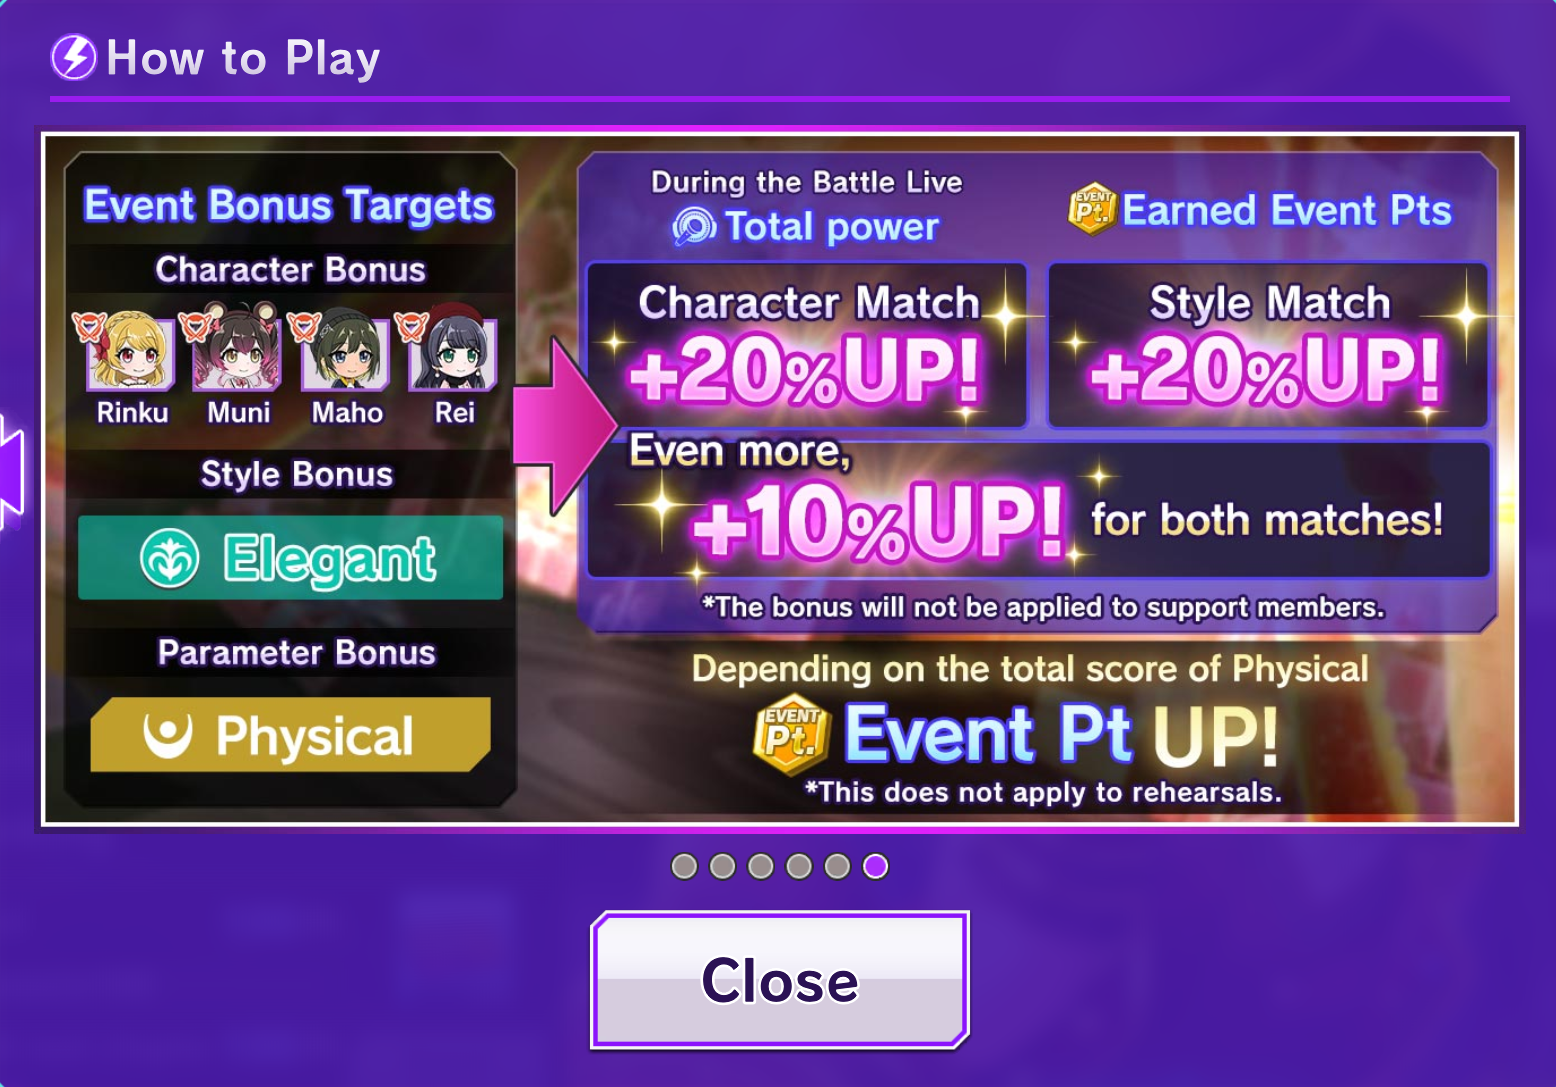 How to Play
Event Bonus Targets
Character Bonus
Rinku Muni Maho Rei
Style Bonus
Elegant
Parameter Bonus
Physical
During the Battle Live
Total power
EVENT
Pt.
Earned Event Pts
Character Match
+20%UP!
Style Match
+20%UP!
Even more,
+10%UP! for both matches!
*The bonus will not be applied to support members.
Depending on the total score of Physical
EVENT
Pt.
Event Pt UP!
*This does not apply to rehearsals.
Close